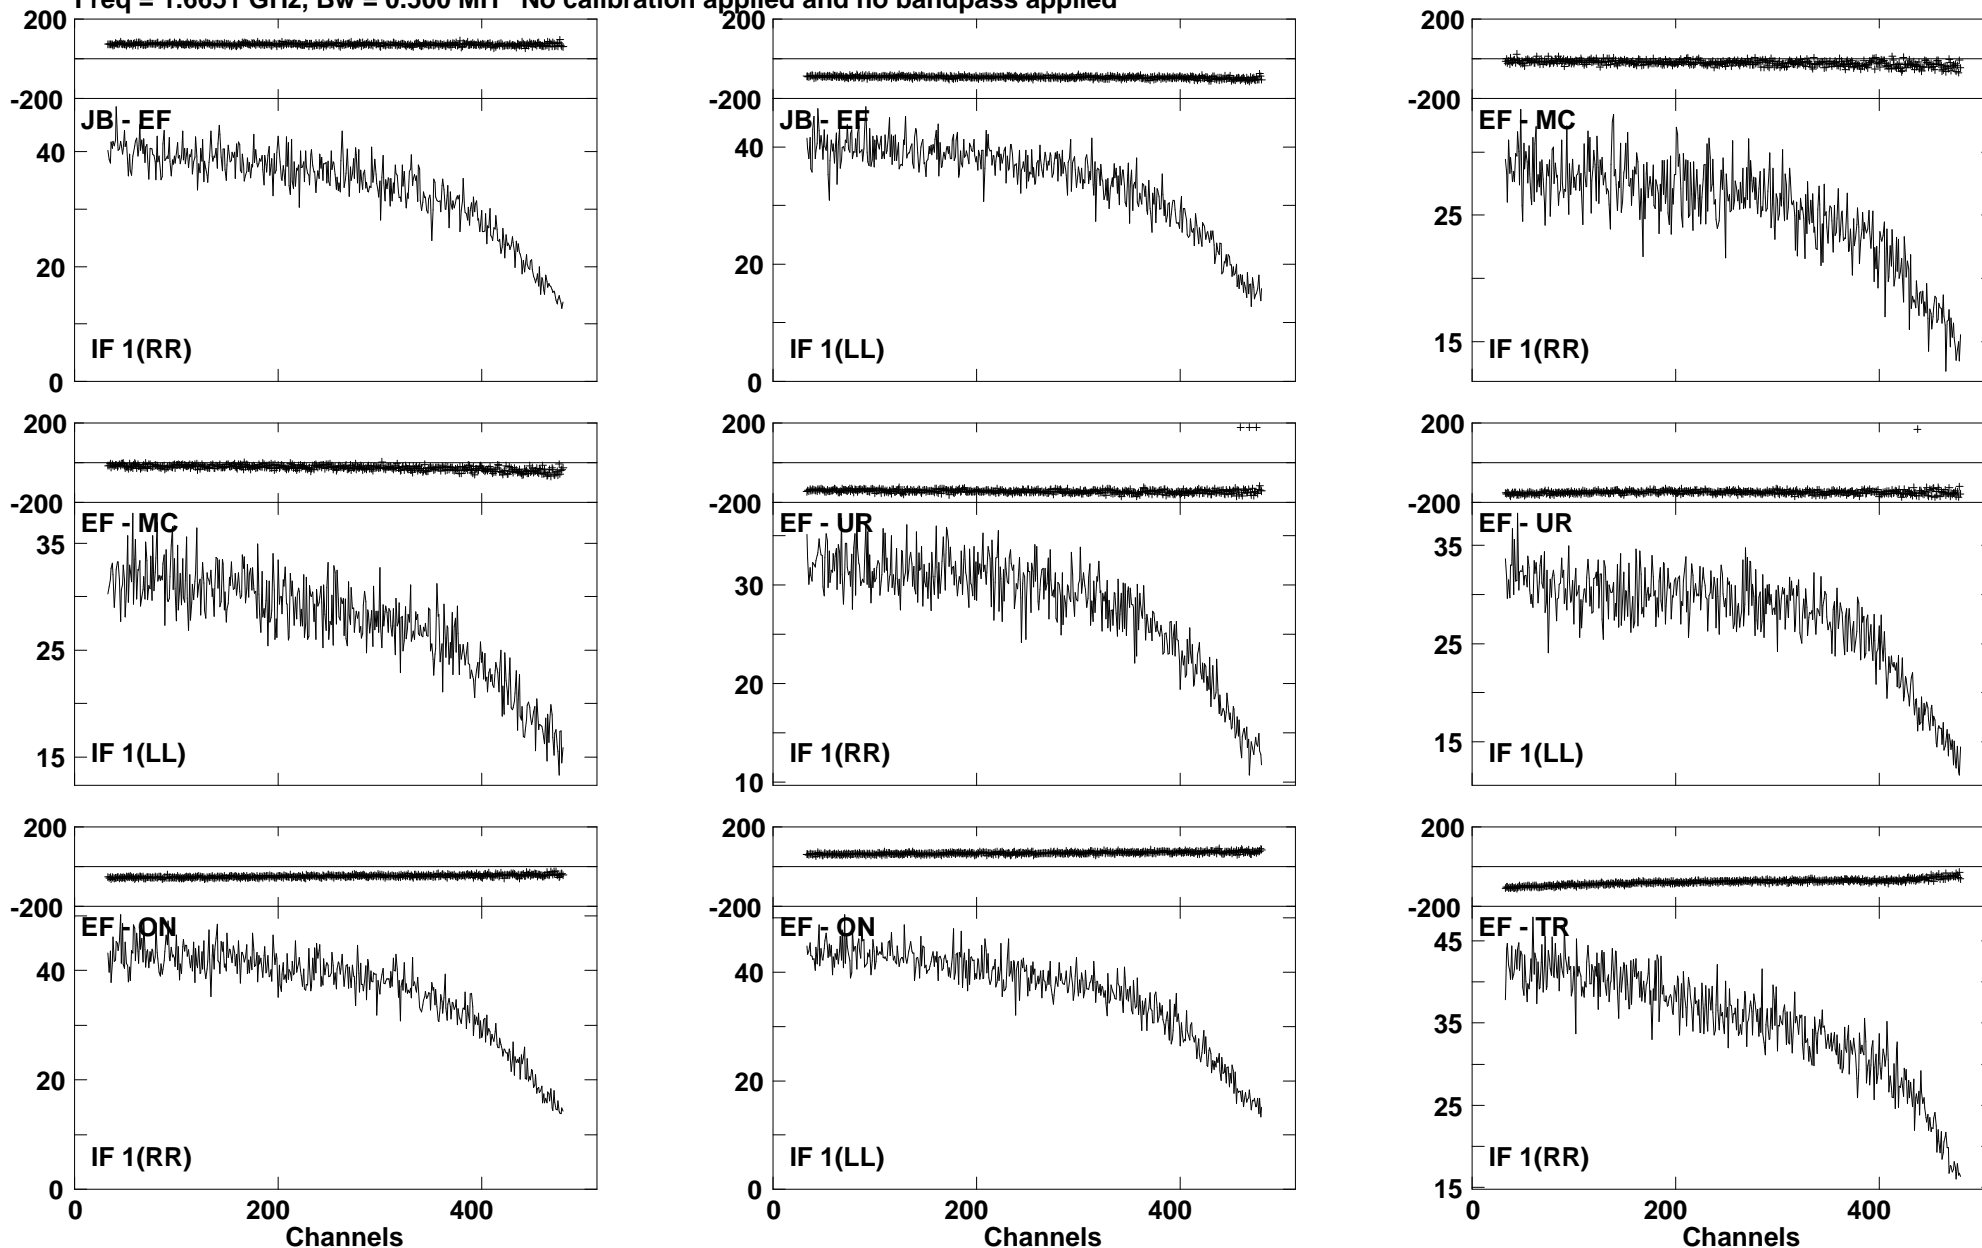 Freq = 1.6651 GHz, Bw = 0.500 MH No calibration applied and no bandpass applied
200
-200
JB - EF
40
20
0
IF 1(RR)
200
-200
JB - EF
40
20
0
IF 1(LL)
200
-200
EF - MC
25
15
IF 1(RR)
200
-200
EF - MC
35
25
15
IF 1(LL)
200
-200
EF - UR
30
20
10
IF 1(RR)
200
-200
EF - UR
35
25
15
IF 1(LL)
200
-200
EF - ON
40
20
0
IF 1(RR)
0 200 400
Channels
200
-200
EF - ON
40
20
0
IF 1(LL)
0 200 400
Channels
200
-200
EF - TR
45
35
25
15
IF 1(RR)
0 200 400
Channels